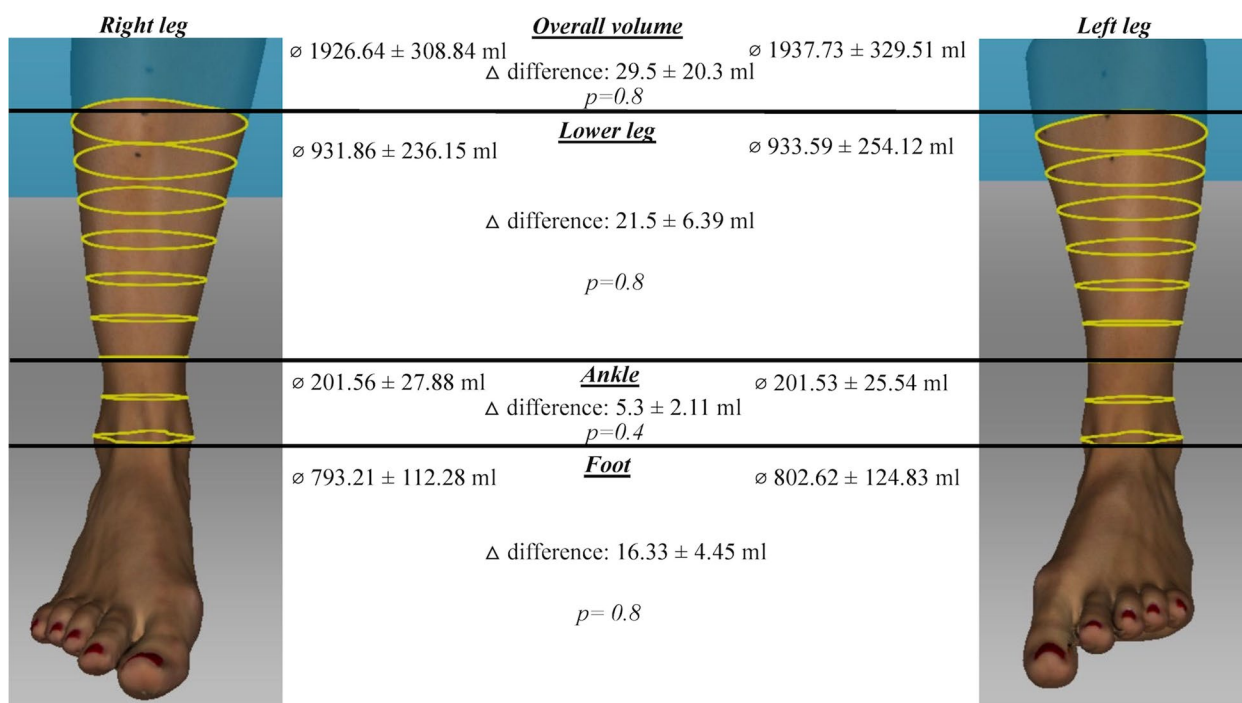 Right leg
Overall volume
Left leg
⌀ 1926.64 ± 308.84 ml
⌀ 1937.73 ± 329.51 ml
Δ difference: 29.5 ± 20.3 ml
p=0.8
Lower leg
⌀ 931.86 ± 236.15 ml
⌀ 933.59 ± 254.12 ml
Δ difference: 21.5 ± 6.39 ml
p=0.8
Ankle
⌀ 201.56 ± 27.88 ml
⌀ 201.53 ± 25.54 ml
Δ difference: 5.3 ± 2.11 ml
p=0.4
Foot
⌀ 793.21 ± 112.28 ml
⌀ 802.62 ± 124.83 ml
Δ difference: 16.33 ± 4.45 ml
p= 0.8